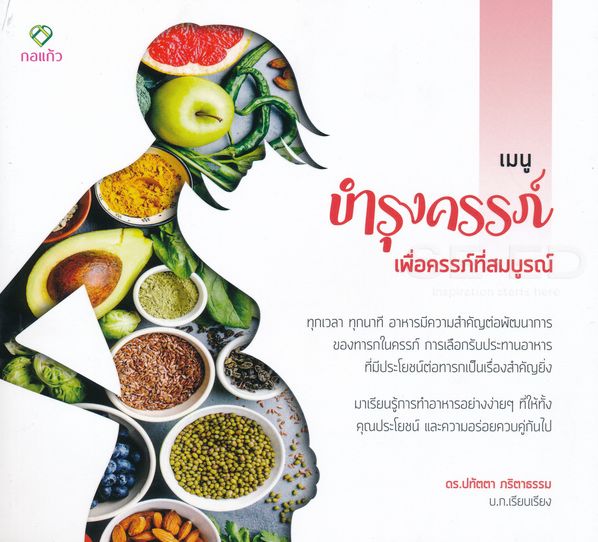 กอแก้ว
เมนู
บำรุงครรภ์
เพื่อครรภ์ที่สมบูรณ์
SE-ED
inspiration starts here
ทุกเวลา ทุกนาที อาหารมีความสำคัญต่อพัฒนาการ
ของทารกในครรภ์ การเลือกรับประทานอาหาร
ที่มีประโยชน์ต่อทารกเป็นเรื่องสำคัญยิ่ง
มาเรียนรู้การทำอาหารอย่างง่ายๆ ที่ให้ทั้ง
คุณประโยชน์ และความอร่อยควบคู่กันไป
ดร.ปทัตตา ภริตาธรรม
บ.ก.เรียบเรียง